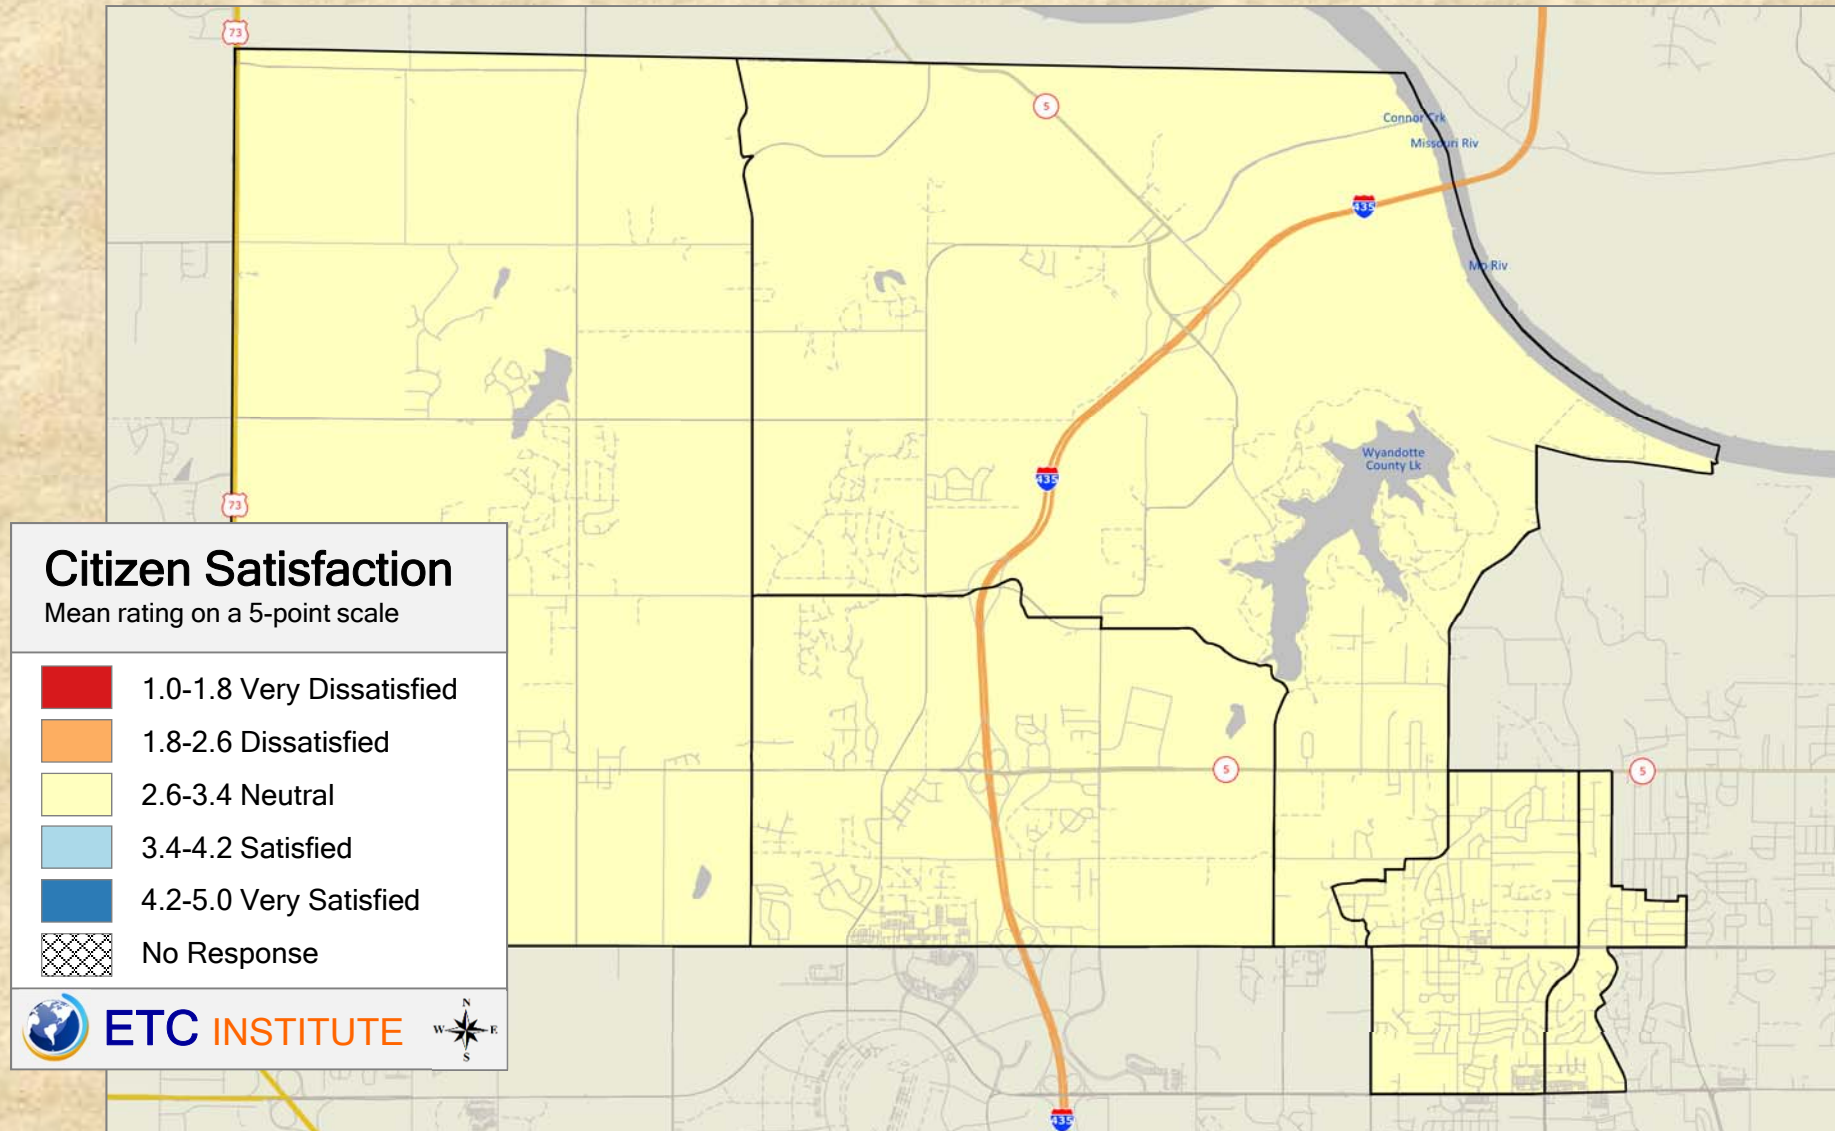 73
5
Connor Crk
Missouri Riv
435
Mo Riv
Wyandotte
County Lk
435
73
Citizen Satisfaction
Mean rating on a 5-point scale
1.0-1.8 Very Dissatisfied
1.8-2.6 Dissatisfied
2.6-3.4 Neutral
3.4-4.2 Satisfied
4.2-5.0 Very Satisfied
No Response
ETC INSTITUTE
N
W E
S
5
5
435